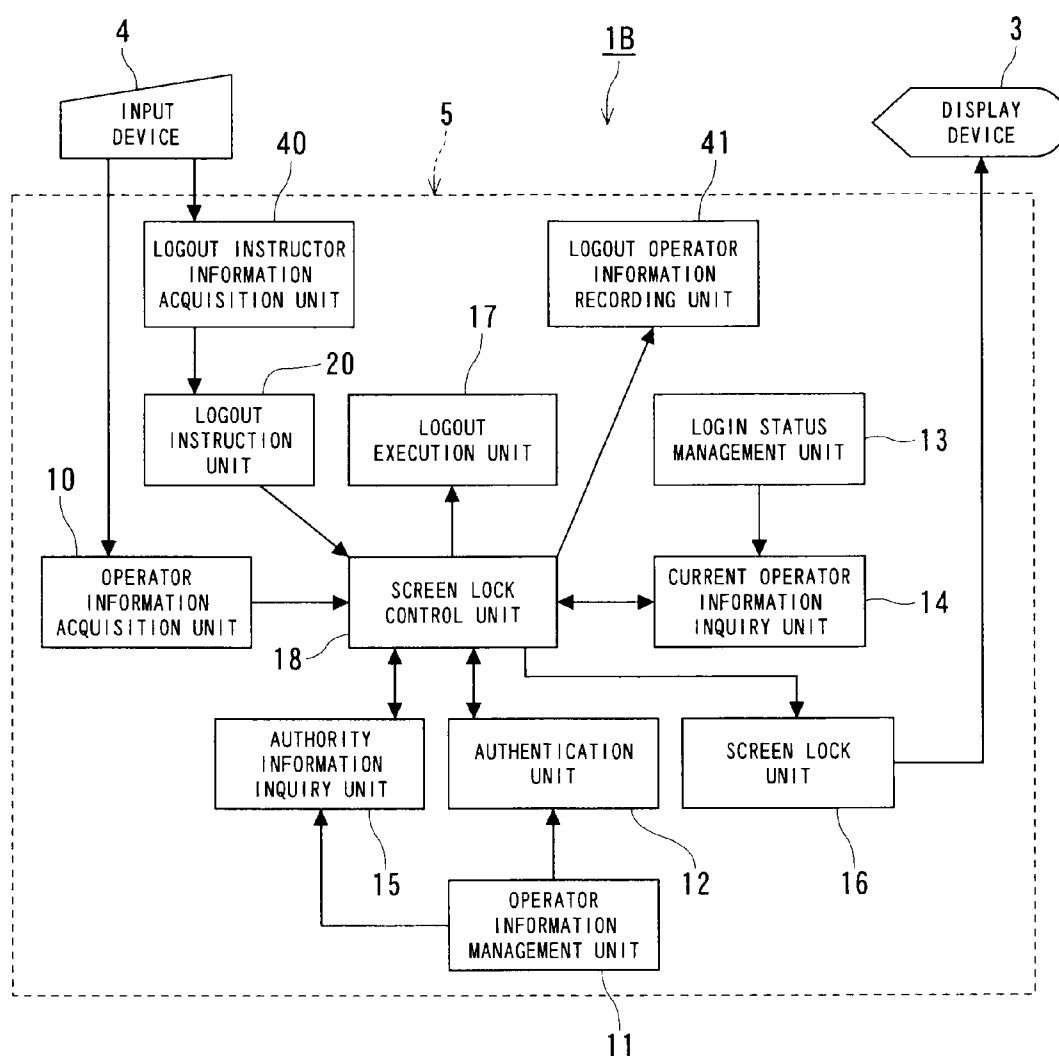 4
1B
3
INPUT
DEVICE
5
DISPLAY
DEVICE
40
41
LOGOUT INSTRUCTOR
INFORMATION
ACQUISITION UNIT
LOGOUT OPERATOR
INFORMATION
RECORDING UNIT
17
20
LOGOUT
INSTRUCTION
UNIT
LOGOUT
EXECUTION UNIT
LOGIN STATUS
MANAGEMENT UNIT
13
10
OPERATOR
INFORMATION
ACQUISITION UNIT
SCREEN LOCK
CONTROL UNIT
CURRENT OPERATOR
INFORMATION
INQUIRY UNIT
14
18
AUTHORITY
INFORMATION
INQUIRY UNIT
AUTHENTICATION
UNIT
SCREEN LOCK
UNIT
15
12
16
OPERATOR
INFORMATION
MANAGEMENT UNIT
11